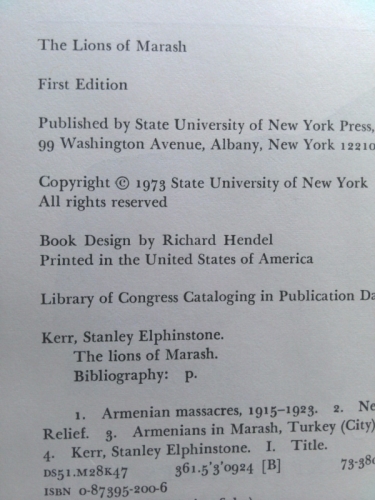 The Lions of Marash
First Edition
Published by State University of New York Press,
99 Washington Avenue, Albany, New York 12210
Copyright © 1973 State University of New York
All rights reserved
Book Design by Richard Hendel
Printed in the United States of America
Library of Congress Cataloging in Publication Da
Kerr, Stanley Elphinstone.
The lions of Marash.
Bibliography: p.
1. Armenian massacres, 1915-1923. 2. Ne
Relief. 3. Armenians in Marash, Turkey (City)
4. Kerr, Stanley Elphinstone. I. Title.
DS51.M28K47 361.5'3'0924 [B] 73-38
ISBN 0-87395-200-6